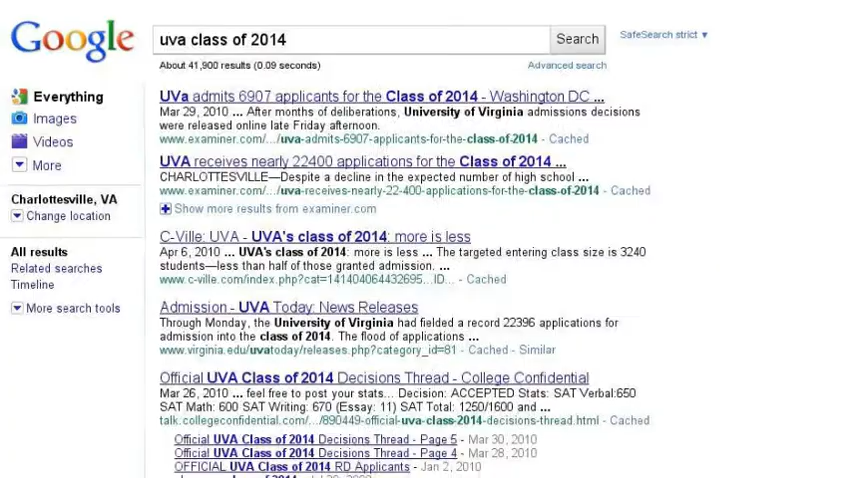 Google
uva class of 2014
Search
SafeSearch strict ▼
About 41,900 results (0.09 seconds)
Advanced search
Everything
Images
Videos
More
Charlottesville, VA
Change location
All results
Related searches
Timeline
More search tools
UVa admits 6907 applicants for the Class of 2014 - Washington DC ...
Mar 29, 2010 ... After months of deliberations, University of Virginia admissions decisions
were released online late Friday afternoon.
www.examiner.com/.../uva-admits-6907-applicants-for-the-class-of-2014 - Cached
UVA receives nearly 22400 applications for the Class of 2014 ...
CHARLOTTESVILLE—Despite a decline in the expected number of high school ...
www.examiner.com/.../uva-receives-nearly-22-400-applications-for-the-class-of-2014 - Cached
Show more results from examiner.com
C-Ville: UVA - UVA's class of 2014: more is less
Apr 6, 2010 ... UVA's class of 2014: more is less ... The targeted entering class size is 3240
students—less than half of those granted admission. ...
www.c-ville.com/index.php?cat=141404064432695...ID... - Cached
Admission - UVA Today: News Releases
Through Monday, the University of Virginia had fielded a record 22396 applications for
admission into the class of 2014. The flood of applications ...
www.virginia.edu/uvatoday/releases.php?category_id=81 - Cached - Similar
Official UVA Class of 2014 Decisions Thread - College Confidential
Mar 26, 2010 ... feel free to post your stats... Decision: ACCEPTED Stats: SAT Verbal:650
SAT Math: 600 SAT Writing: 670 (Essay: 11) SAT Total: 1250/1600 and ...
talk.collegeconfidential.com/.../890449-official-uva-class-2014-decisions-thread.html - Cached
Official UVA Class of 2014 Decisions Thread - Page 5 - Mar 30, 2010
Official UVA Class of 2014 Decisions Thread - Page 4 - Mar 28, 2010
OFFICIAL UVA Class of 2014 RD Applicants - Jan 2, 2010